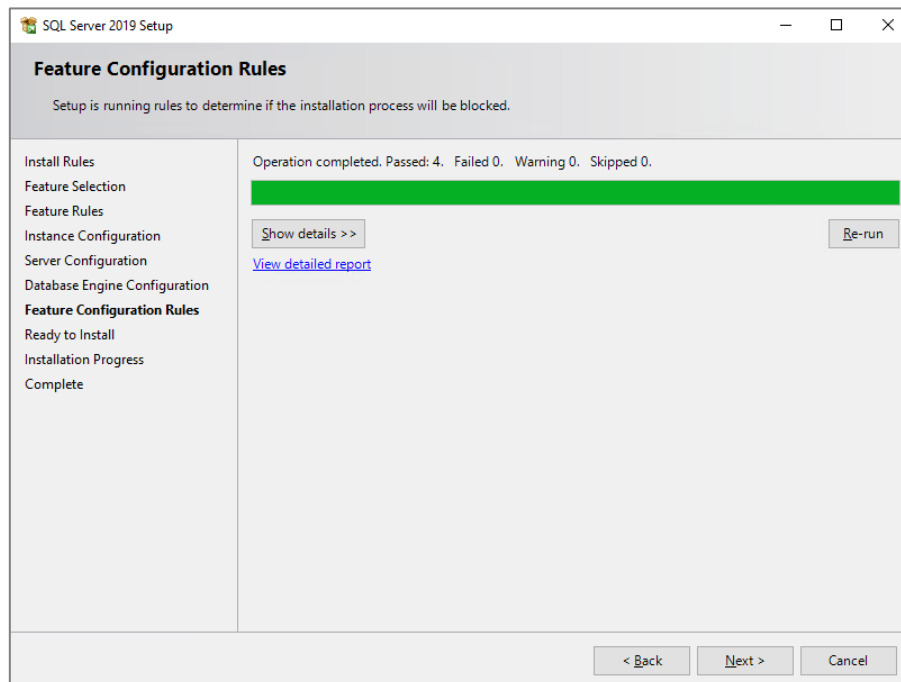 SQL Server 2019 Setup
Feature Configuration Rules
Setup is running rules to determine if the installation process will be blocked.
Install Rules
Feature Selection
Feature Rules
Instance Configuration
Server Configuration
Database Engine Configuration
Feature Configuration Rules
Ready to Install
Installation Progress
Complete
Operation completed. Passed: 4. Failed 0. Warning 0. Skipped 0.
Show details >>
Re-run
View detailed report
< Back
Next >
Cancel